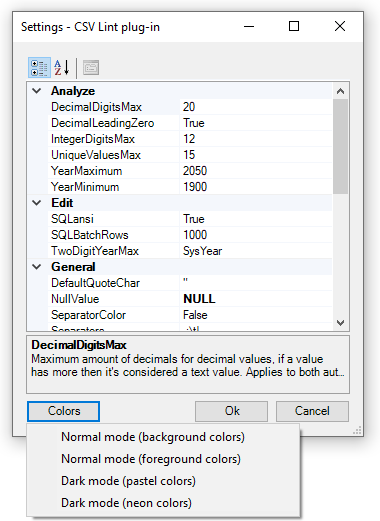 Settings - CSV Lint plug-in
Analyze
DecimalDigitsMax 20
DecimalLeadingZero True
IntegerDigitsMax 12
UniqueValuesMax 15
YearMaximum 2050
YearMinimum 1900
Edit
SQLansi True
SQLBatchRows 1000
TwoDigitYearMax SysYear
General
DefaultQuoteChar "
NullValue NULL
SeparatorColor False
Separators ,;\t|
DecimalDigitsMax
Maximum amount of decimals for decimal values, if a value
has more then it's considered a text value. Applies to both aut...
Colors Ok Cancel
Normal mode (background colors)
Normal mode (foreground colors)
Dark mode (pastel colors)
Dark mode (neon colors)